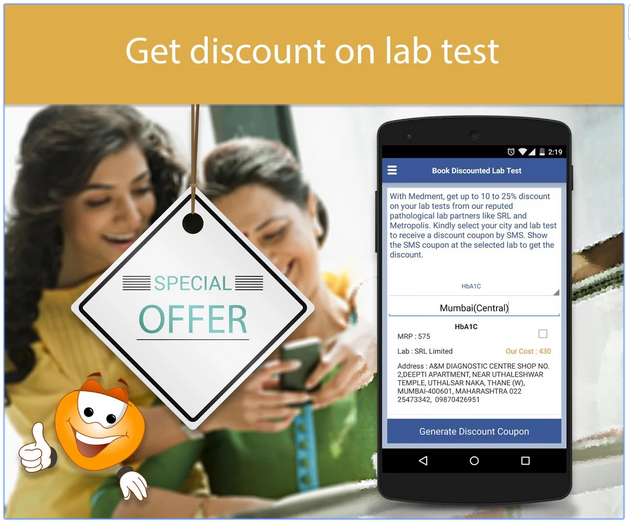 Get discount on lab test
SPECIAL
OFFER
2:19
Book Discounted Lab Test
With Medment, get up to 10 to 25% discount
on your lab tests from our reputed
pathological lab partners like SRL and
Metropolis. Kindly select your city and lab test
to receive a discount coupon by SMS. Show
the SMS coupon at the selected lab to get the
discount.
HbA1C
Mumbai(Central)
HbA1C
MRP : 575
Lab : SRL Limited Our Cost : 430
Address : A&M DIAGNOSTIC CENTRE SHOP NO.
2,DEEPTI APARTMENT, NEAR UTHALESHWAR
TEMPLE, UTHALSAR NAKA, THANE (W),
MUMBAI-400601, MAHARASHTRA 022
25473342, 09870426951
Generate Discount Coupon